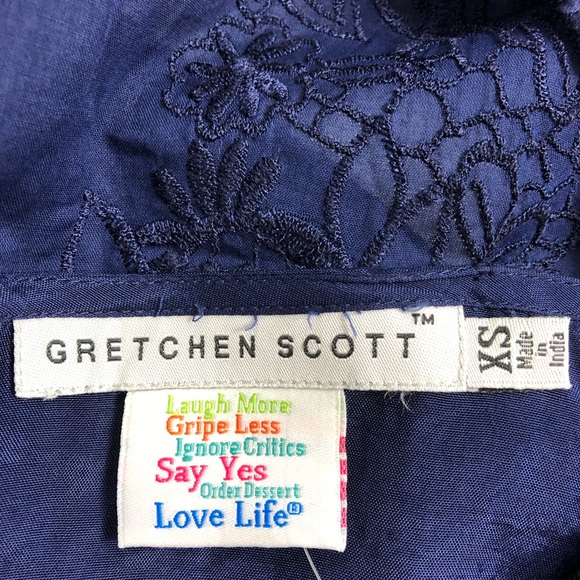 GRETCHEN SCOTT™
XS
Made
in
India
Laugh More
Gripe Less
Ignore Critics
Say Yes
Order Dessert
Love Life